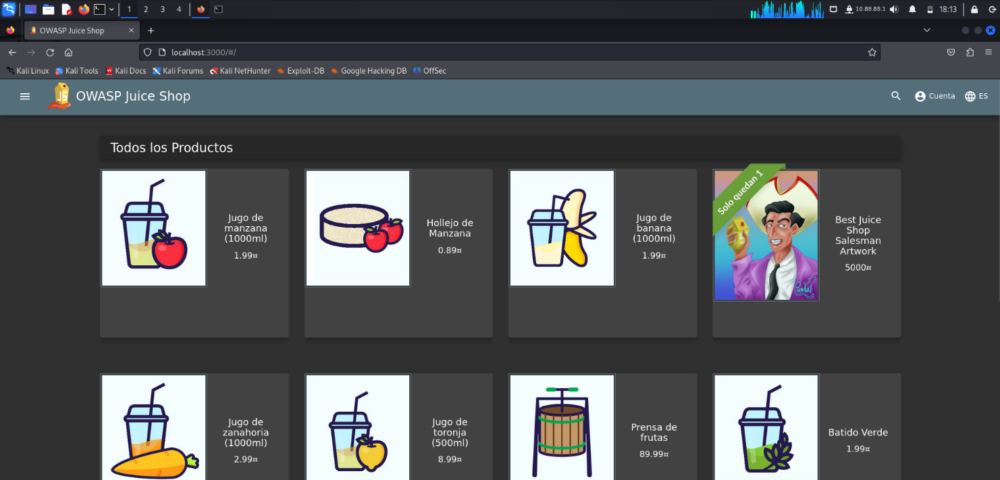 1 2 3 4
10.88.88.1
18:13
OWASP Juice Shop
localhost:3000/#/
Kali Linux Kali Tools Kali Docs Kali Forums Kali NetHunter Exploit-DB Google Hacking DB OffSec
JS
OWASP Juice Shop
Cuenta
ES
Todos los Productos
Jugo de
manzana
(1000ml)
1.99¤
Hollejo de
Manzana
0.89¤
Jugo de
banana
(1000ml)
1.99¤
Solo quedan 1
Best Juice
Shop
Salesman
Artwork
5000¤
Jugo de
zanahoria
(1000ml)
2.99¤
Jugo de
toronja
(500ml)
8.99¤
Prensa de
frutas
89.99¤
Batido Verde
1.99¤